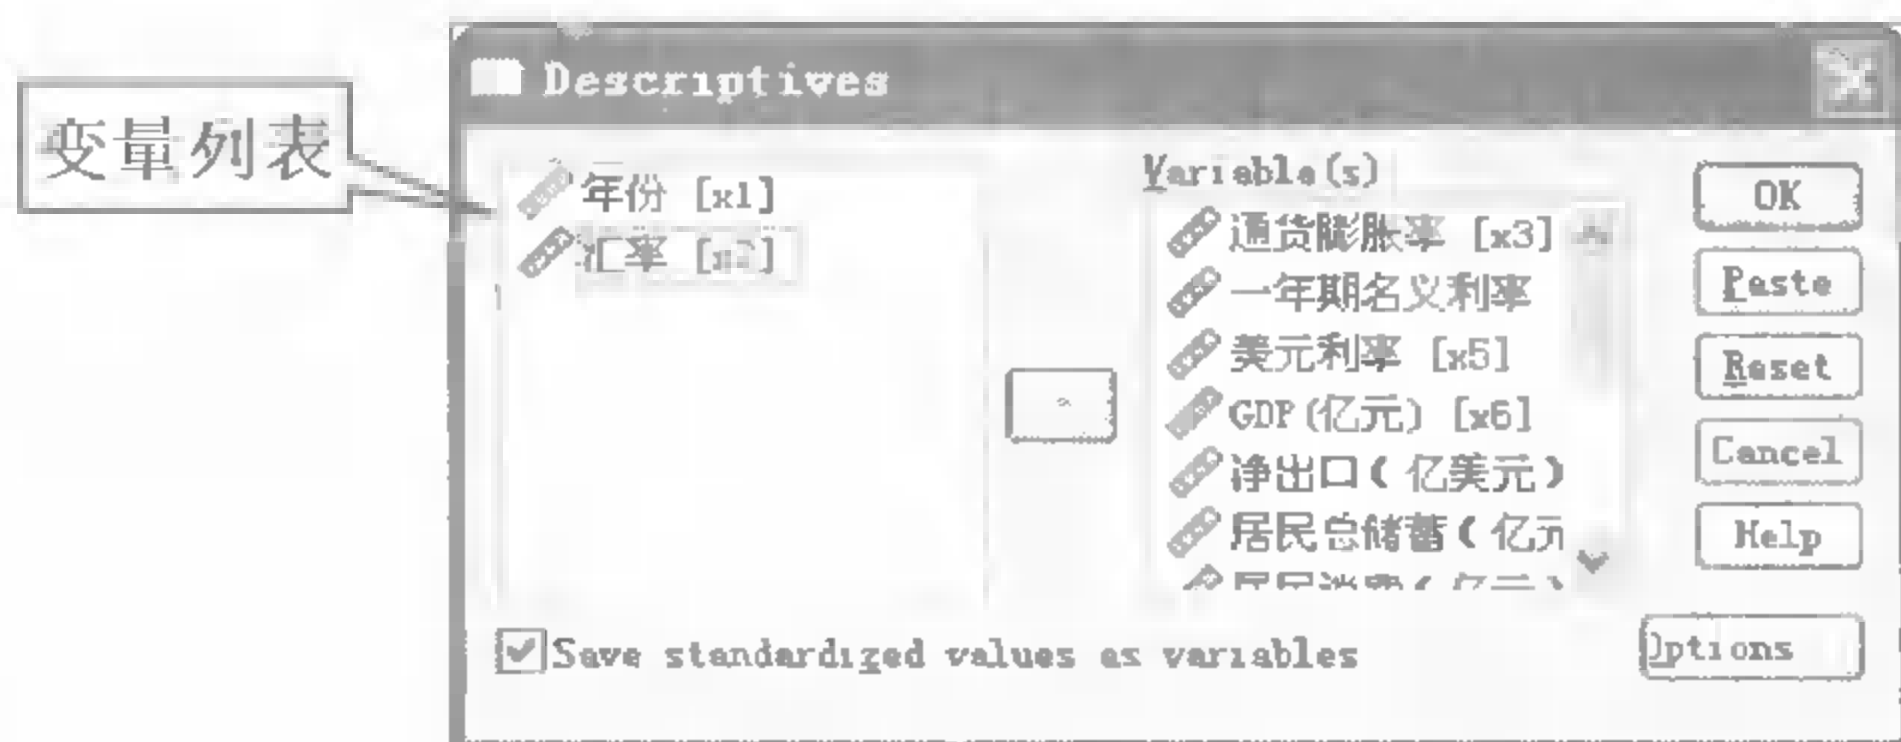 变量列表
Descriptives
年份 [x1]
汇率 [x2]
Variable(s)
通货膨胀率 [x3]
一年期名义利率
美元利率 [x5]
GDP(亿元) [x6]
净出口(亿美元)
居民总储蓄(亿元
OK
Paste
Reset
Cancel
Help
Save standardized values as variables
Options